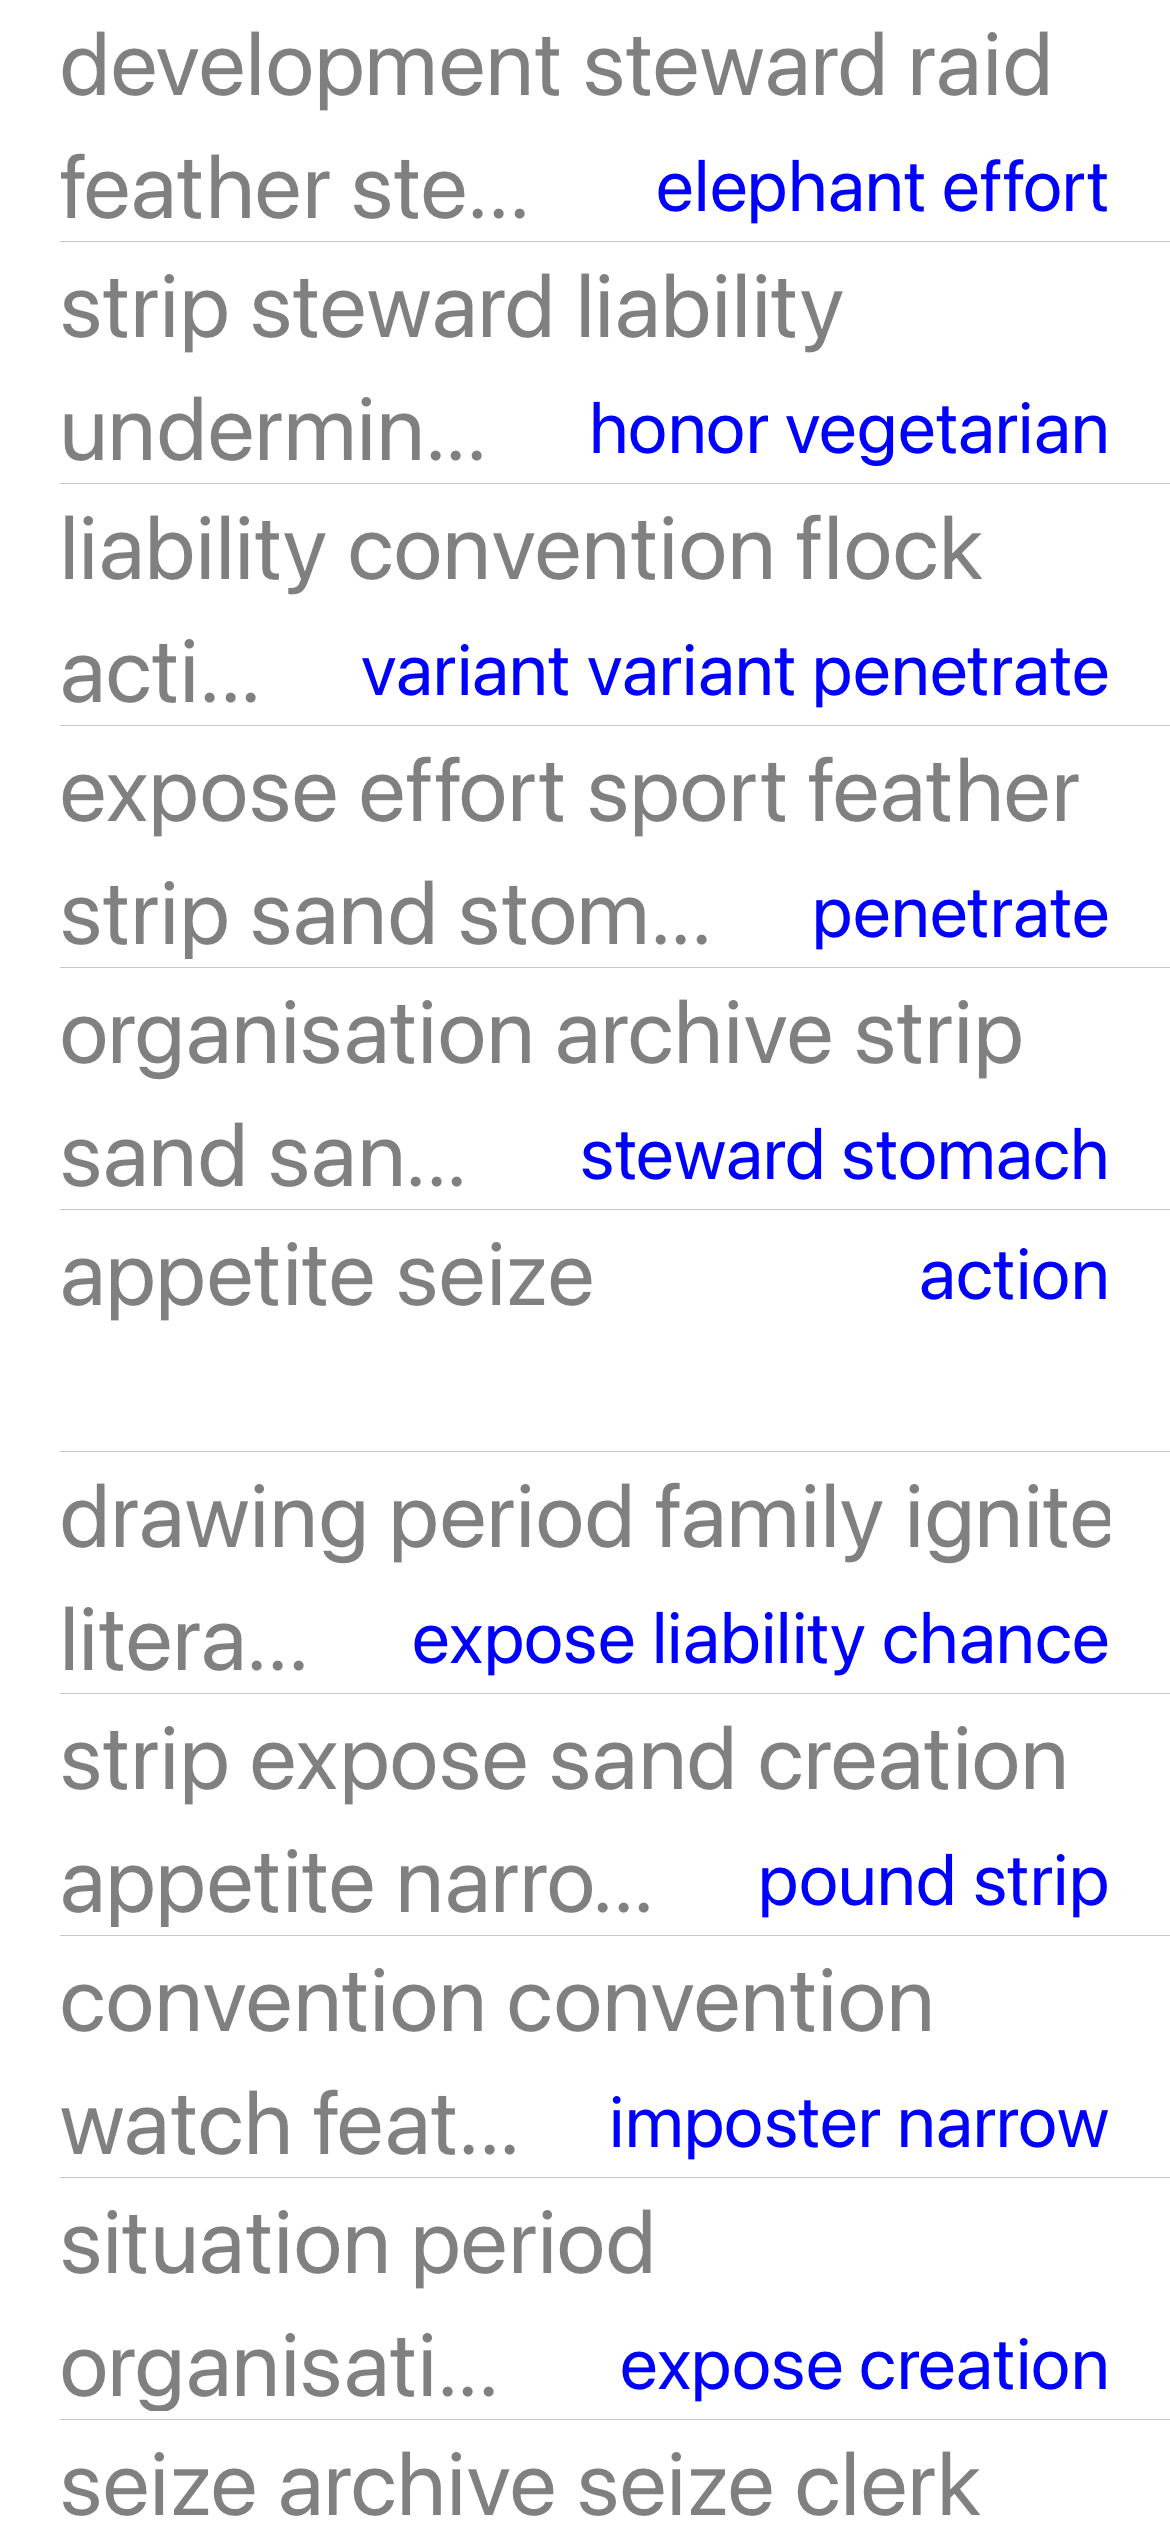 development steward raid
feather ste... elephant effort
strip steward liability
undermin... honor vegetarian
liability convention flock
acti... variant variant penetrate
expose effort sport feather
strip sand stom... penetrate
organisation archive strip
sand san... steward stomach
appetite seize action
drawing period family ignite
litera... expose liability chance
strip expose sand creation
appetite narro... pound strip
convention convention
watch feat... imposter narrow
situation period
organisati... expose creation
seize archive seize clerk